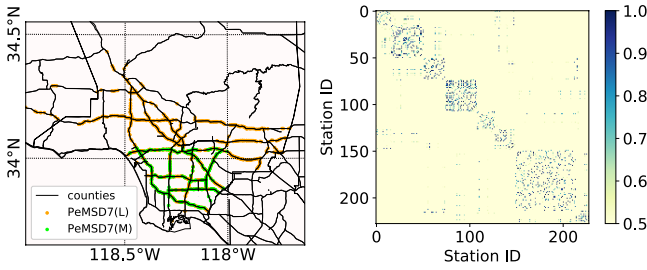 34.5°N
34°N
118.5°W
118°W
counties
PeMSD7(L)
PeMSD7(M)
Station ID
0
50
100
150
200
0
100
200
Station ID
1.0
0.9
0.8
0.7
0.6
0.5